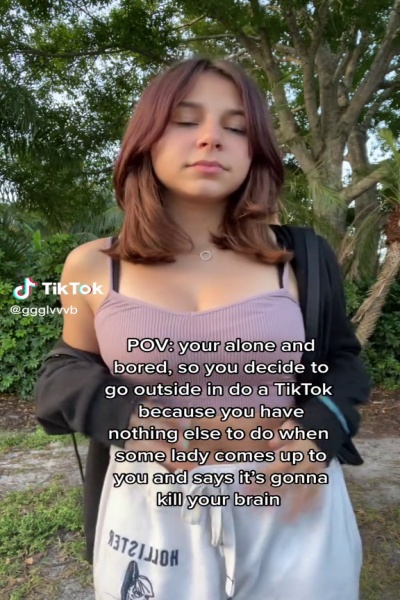 TikTok
@ggglvvvb
POV: your alone and
bored, so you decide to
go outside in do a TikTok
because you have
nothing else to do when
some lady comes up to
you and says it's gonna
kill your brain
HOLLISTER